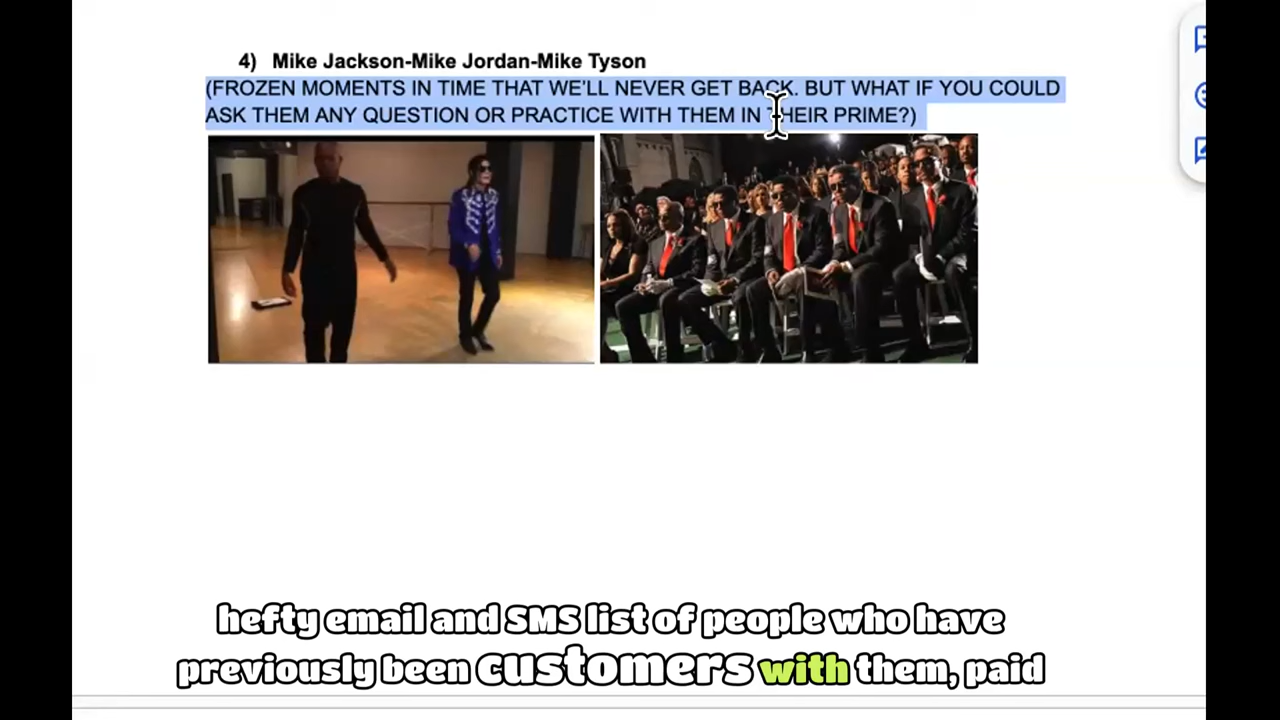 4) Mike Jackson-Mike Jordan-Mike Tyson
(FROZEN MOMENTS IN TIME THAT WE'LL NEVER GET BACK. BUT WHAT IF YOU COULD
ASK THEM ANY QUESTION OR PRACTICE WITH THEM IN THEIR PRIME?)
hefty email and SMS list of people who have
previously been customers with them, paid